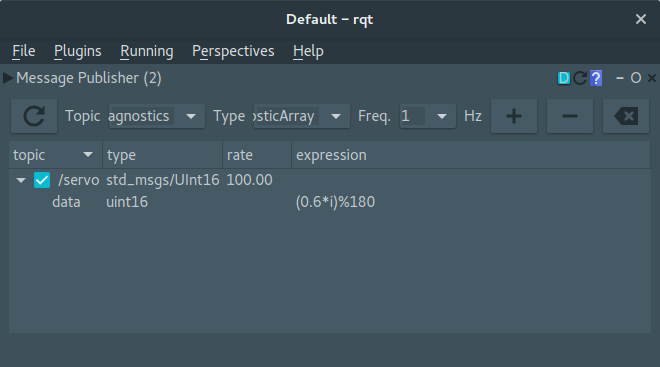 Default – rqt
File Plugins Running Perspectives Help
Message Publisher (2) D ? – O ×
Topic agnostics Type osticArray Freq. 1 Hz
topic type rate expression
/servo std_msgs/UInt16 100.00
data uint16 (0.6*i)%180